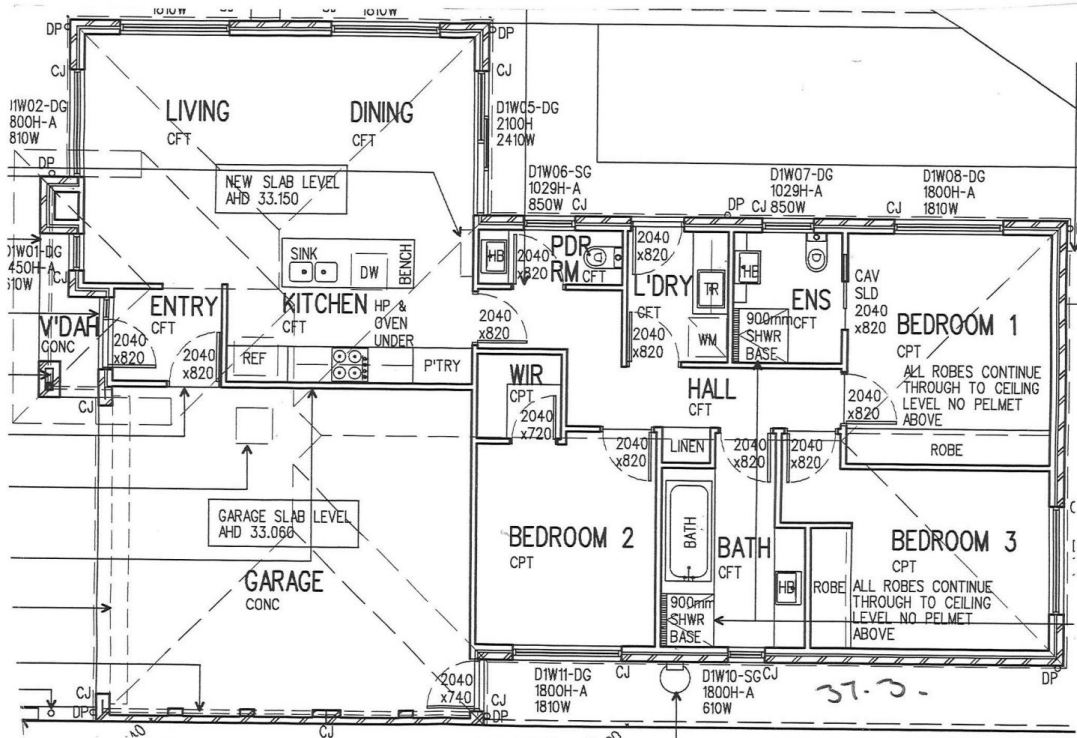 1810W
CJ
1810W
DP
DP
CJ
CJ
LIVING
CFT
DINING
CFT
D1W02-DG
800H-A
810W
D1W05-DG
2100H
2410W
DP
NEW SLAB LEVEL
AHD 33.150
D1W06-SG
1029H-A
850W
CJ
D1W07-DG
1029H-A
850W
DP
CJ
D1W08-DG
1800H-A
1810W
CJ
D1W01-DG
450H-A
610W
CJ
SINK
DW
BENCH
HB
2040
x820
PDR
RM
CFT
2040
x820
L'DRY
CFT
TR
HB
ENS
CFT
CAV
SLD
2040
x820
BEDROOM 1
CPT
ALL ROBES CONTINUE
THROUGH TO CEILING
LEVEL NO PELMET
ABOVE
ENTRY
CFT
KITCHEN
CFT
HP &
OVEN
UNDER
V'DAH
CONC
2040
x820
2040
x820
2040
x820
2040
x820
WM
900mm
SHWR
BASE
REF
P'TRY
WIR
CPT
2040
x720
HALL
CFT
2040
x820
CJ
2040
x820
LINEN
2040
x820
2040
x820
ROBE
GARAGE SLAB LEVEL
AHD 33.060
GARAGE
CONC
BEDROOM 2
CPT
BATH
BATH
CFT
900mm
SHWR
BASE
HB
ROBE
BEDROOM 3
CPT
ALL ROBES CONTINUE
THROUGH TO CEILING
LEVEL NO PELMET
ABOVE
2040
x740
CJ
DP
CJ
CJ
DP
D1W11-DG
1800H-A
1810W
CJ
D1W10-SG
1800H-A
610W
CJ
37.3.
CJ
DP